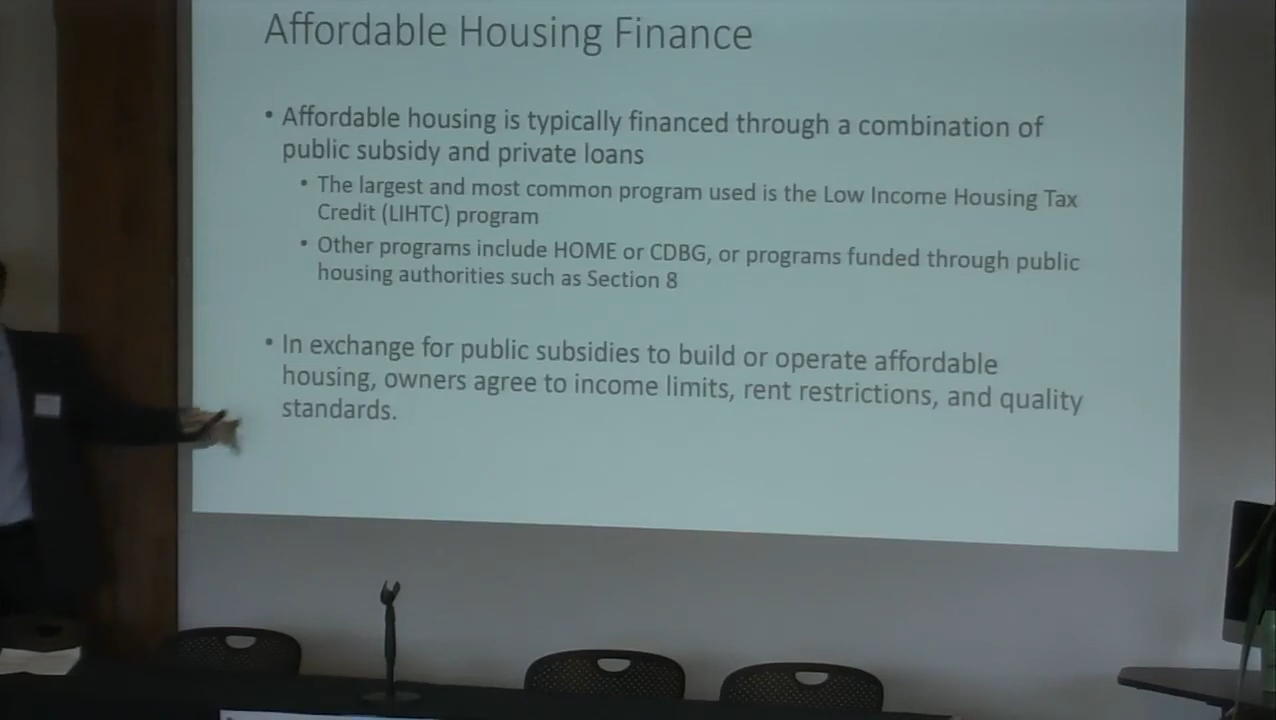 Affordable Housing Finance
• Affordable housing is typically financed through a combination of
public subsidy and private loans
• The largest and most common program used is the Low Income Housing Tax
Credit (LIHTC) program
• Other programs include HOME or CDBG, or programs funded through public
housing authorities such as Section 8
• In exchange for public subsidies to build or operate affordable
housing, owners agree to income limits, rent restrictions, and quality
standards.